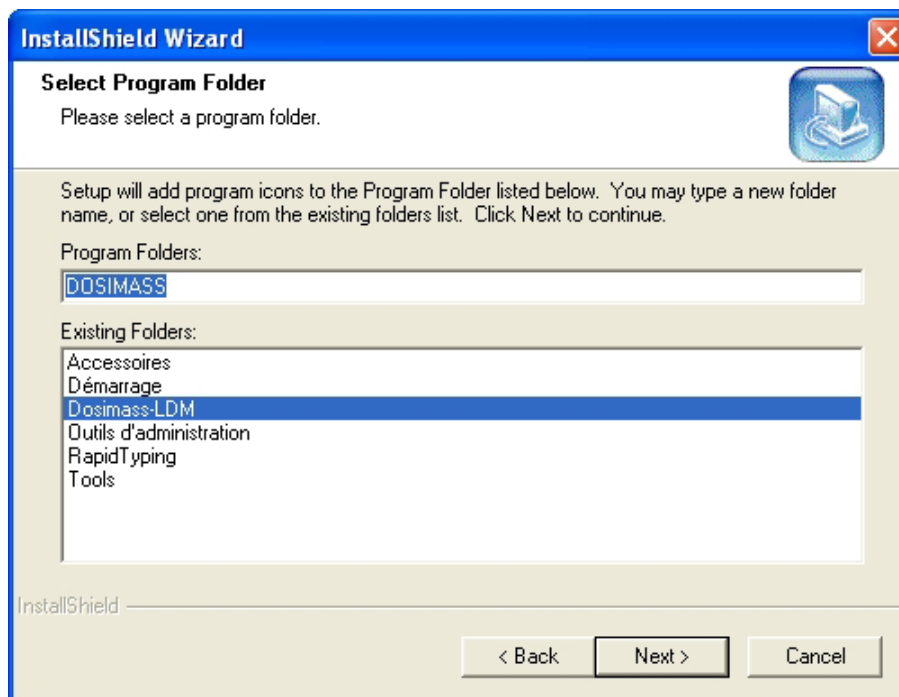 InstallShield Wizard
Select Program Folder
Please select a program folder.
Setup will add program icons to the Program Folder listed below. You may type a new folder
name, or select one from the existing folders list. Click Next to continue.
Program Folders:
DOSIMASS
Existing Folders:
Accessoires
Démarrage
Dosimass-LDM
Outils d'administration
RapidTyping
Tools
InstallShield
< Back Next > Cancel